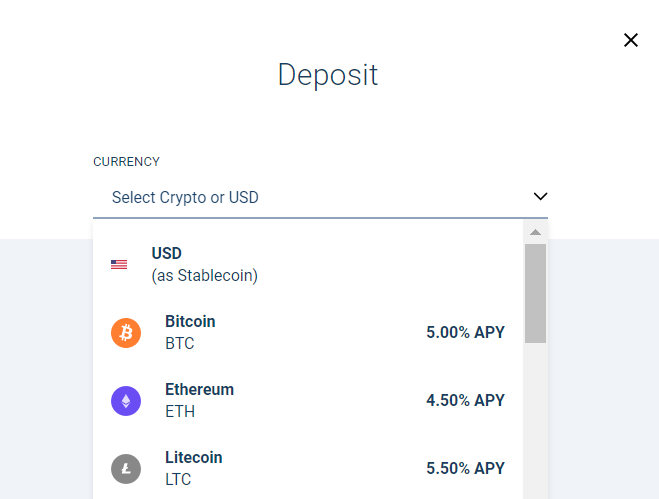 Deposit
CURRENCY
Select Crypto or USD
USD
(as Stablecoin)
Bitcoin
BTC
5.00% APY
Ethereum
ETH
4.50% APY
Litecoin
LTC
5.50% APY